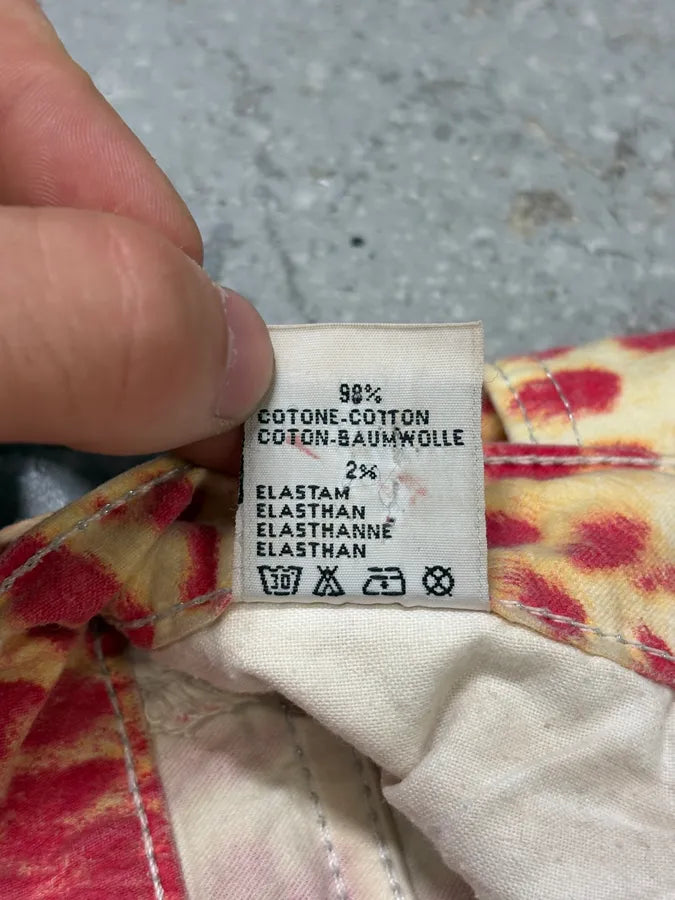 98%
COTONE-COTTON
COTON-BAUMWOLLE
2%
ELASTAM
ELASTHAN
ELASTHANNE
ELASTHAN
30